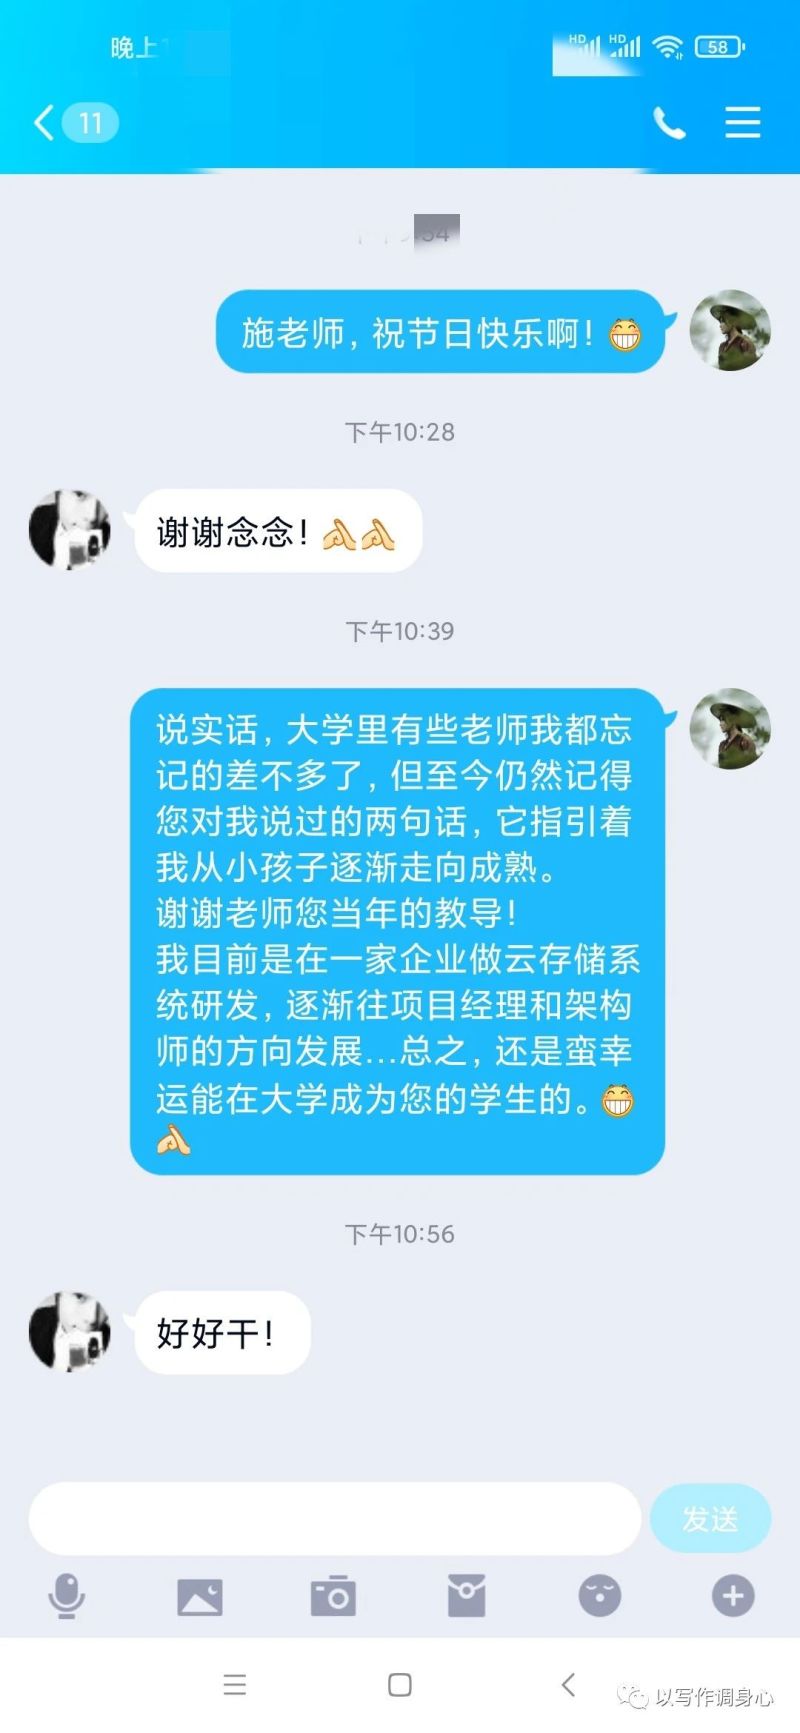 晚上
HD HD 58
11
施老师，祝节日快乐啊！
下午10:28
谢谢念念！
下午10:39
说实话，大学里有些老师我都忘
记的差不多了，但至今仍然记得
您对我说过的两句话，它指引着
我从小孩子逐渐走向成熟。
谢谢老师您当年的教导！
我目前是在一家企业做云存储系
统研发，逐渐往项目经理和架构
师的方向发展...总之，还是蛮幸
运能在大学成为您的学生的。
下午10:56
好好干！
发送
以写作调身心